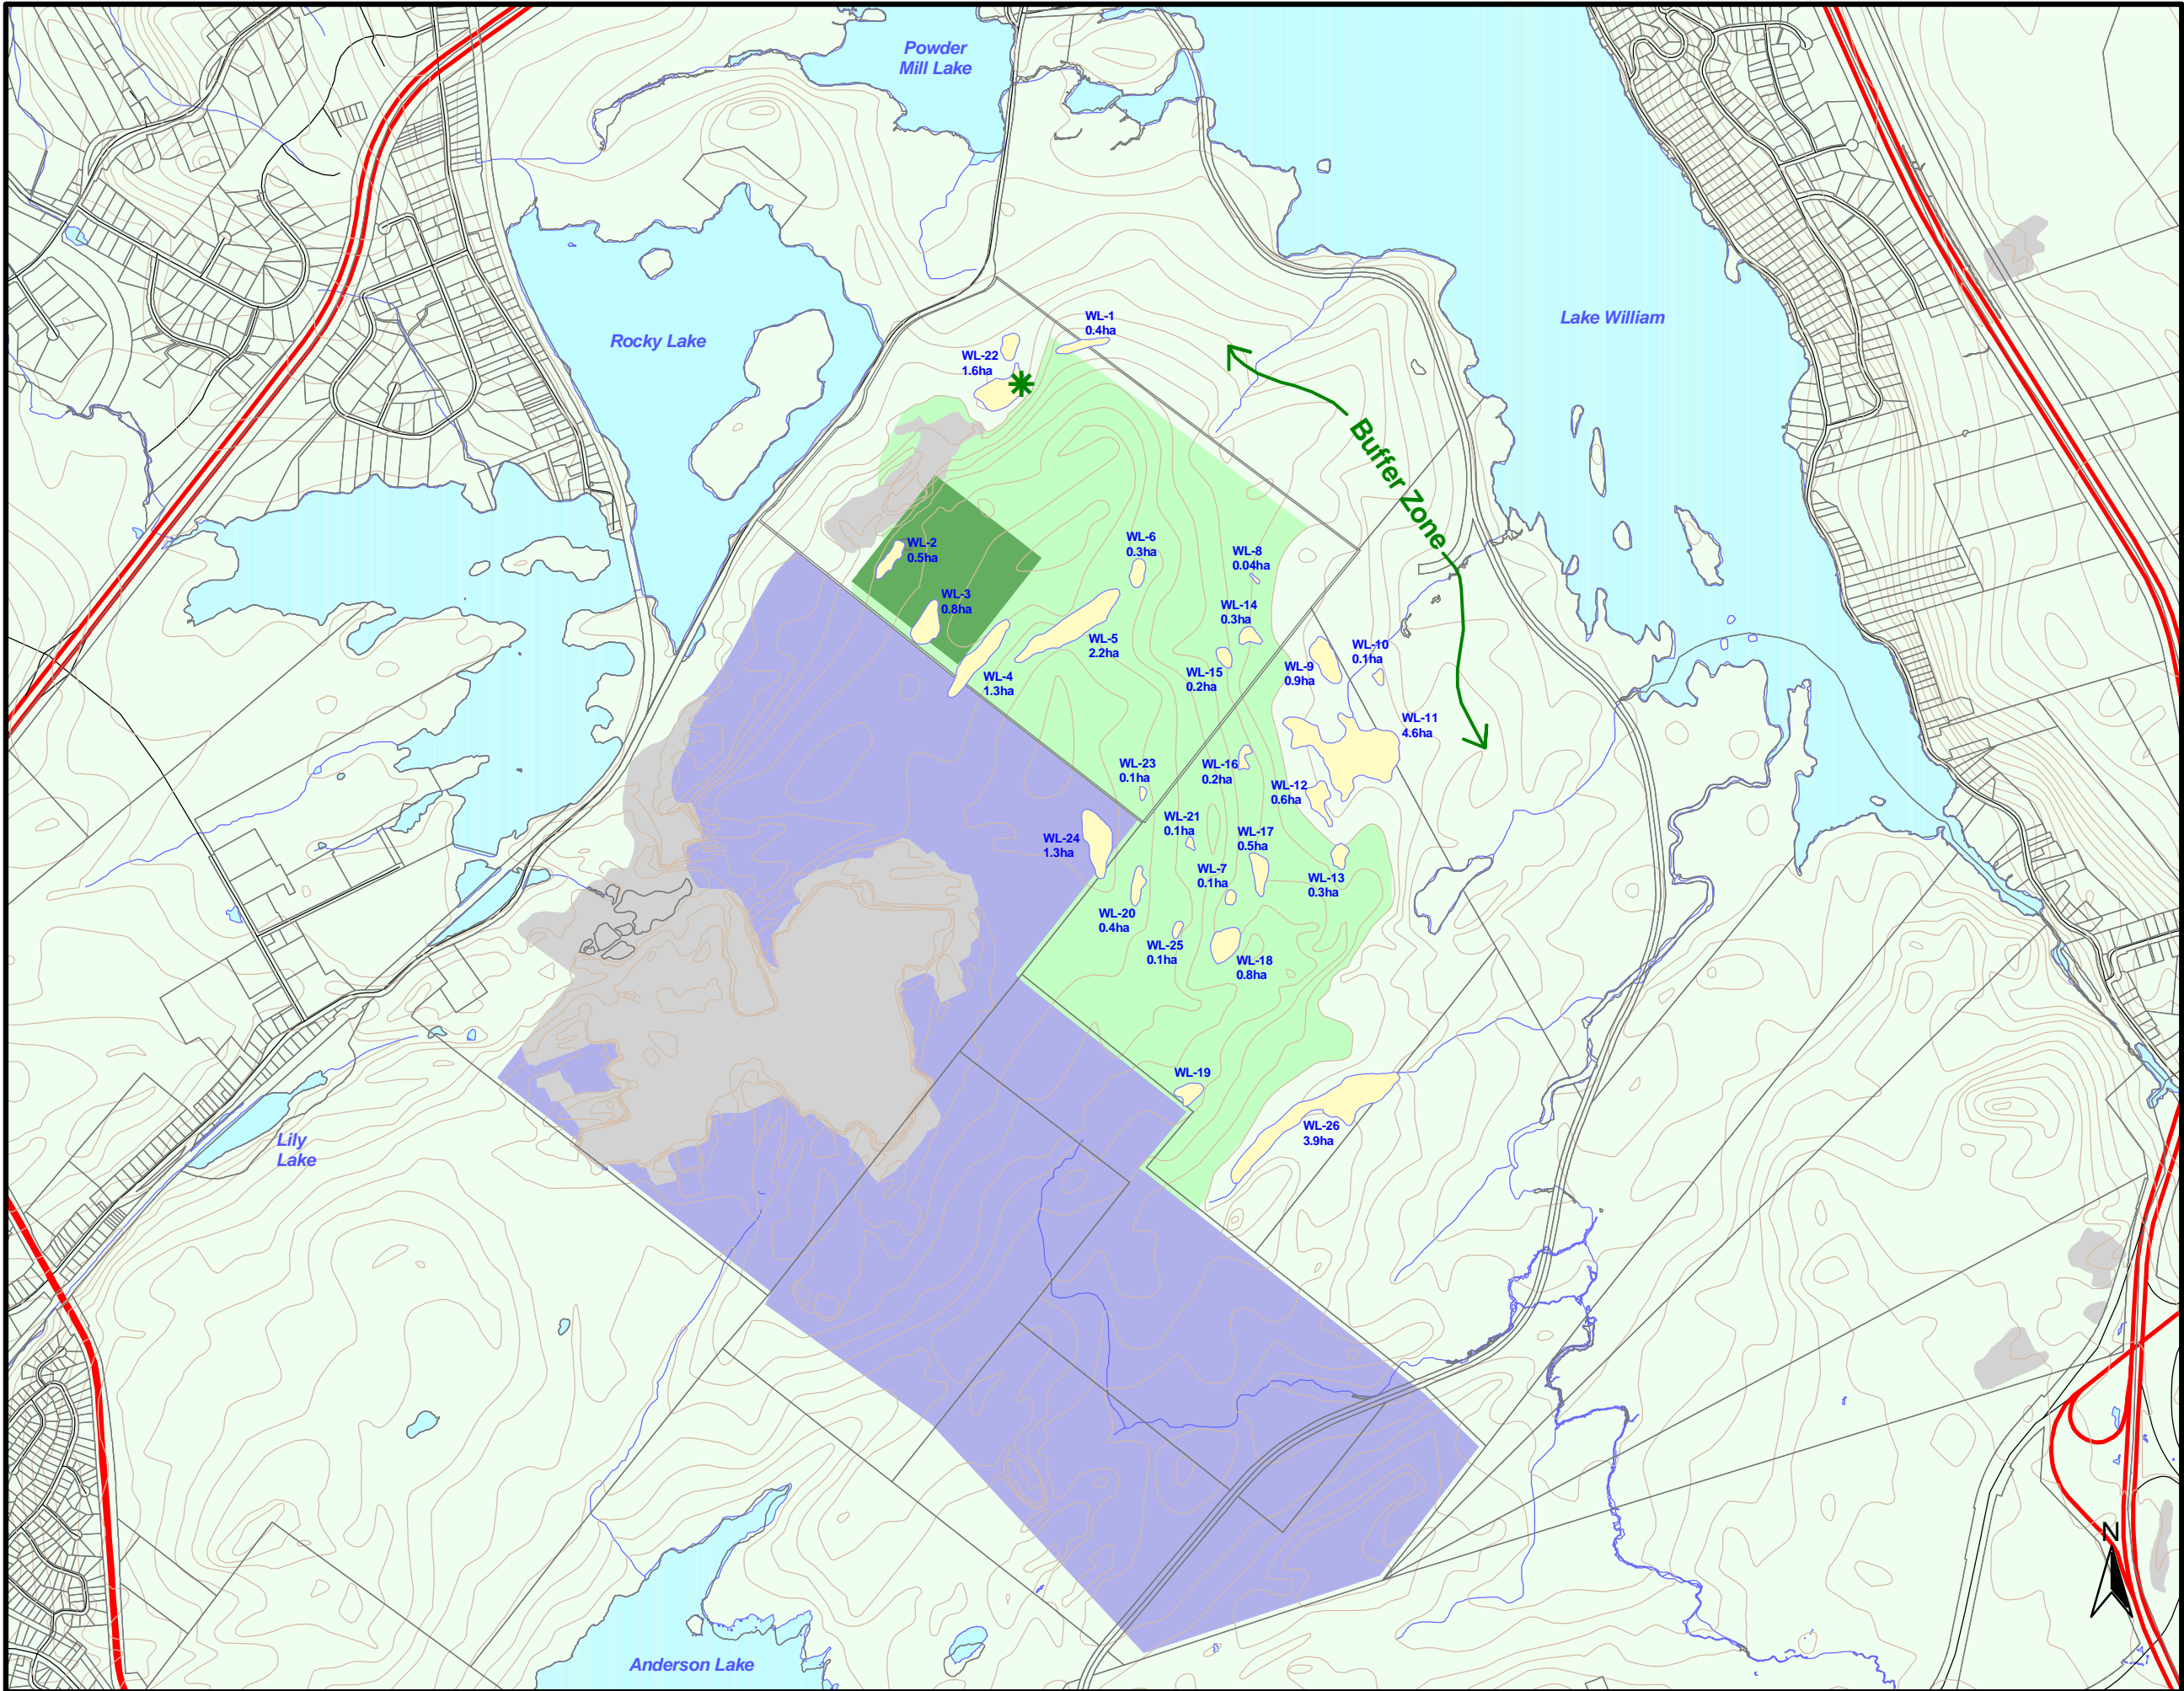 Powder
Mill Lake
Rocky Lake
Lake William
WL-1
0.4ha
WL-22
1.6ha
Buffer Zone
WL-2
0.5ha
WL-6
0.3ha
WL-8
0.04ha
WL-3
0.8ha
WL-14
0.3ha
WL-5
2.2ha
WL-10
0.1ha
WL-9
0.9ha
WL-15
0.2ha
WL-4
1.3ha
WL-11
4.6ha
WL-23
0.1ha
WL-16
0.2ha
WL-12
0.6ha
WL-21
0.1ha
WL-17
0.5ha
WL-24
1.3ha
WL-7
0.1ha
WL-13
0.3ha
WL-20
0.4ha
WL-25
0.1ha
WL-18
0.8ha
WL-19
WL-26
3.9ha
Lily
Lake
N
Anderson Lake